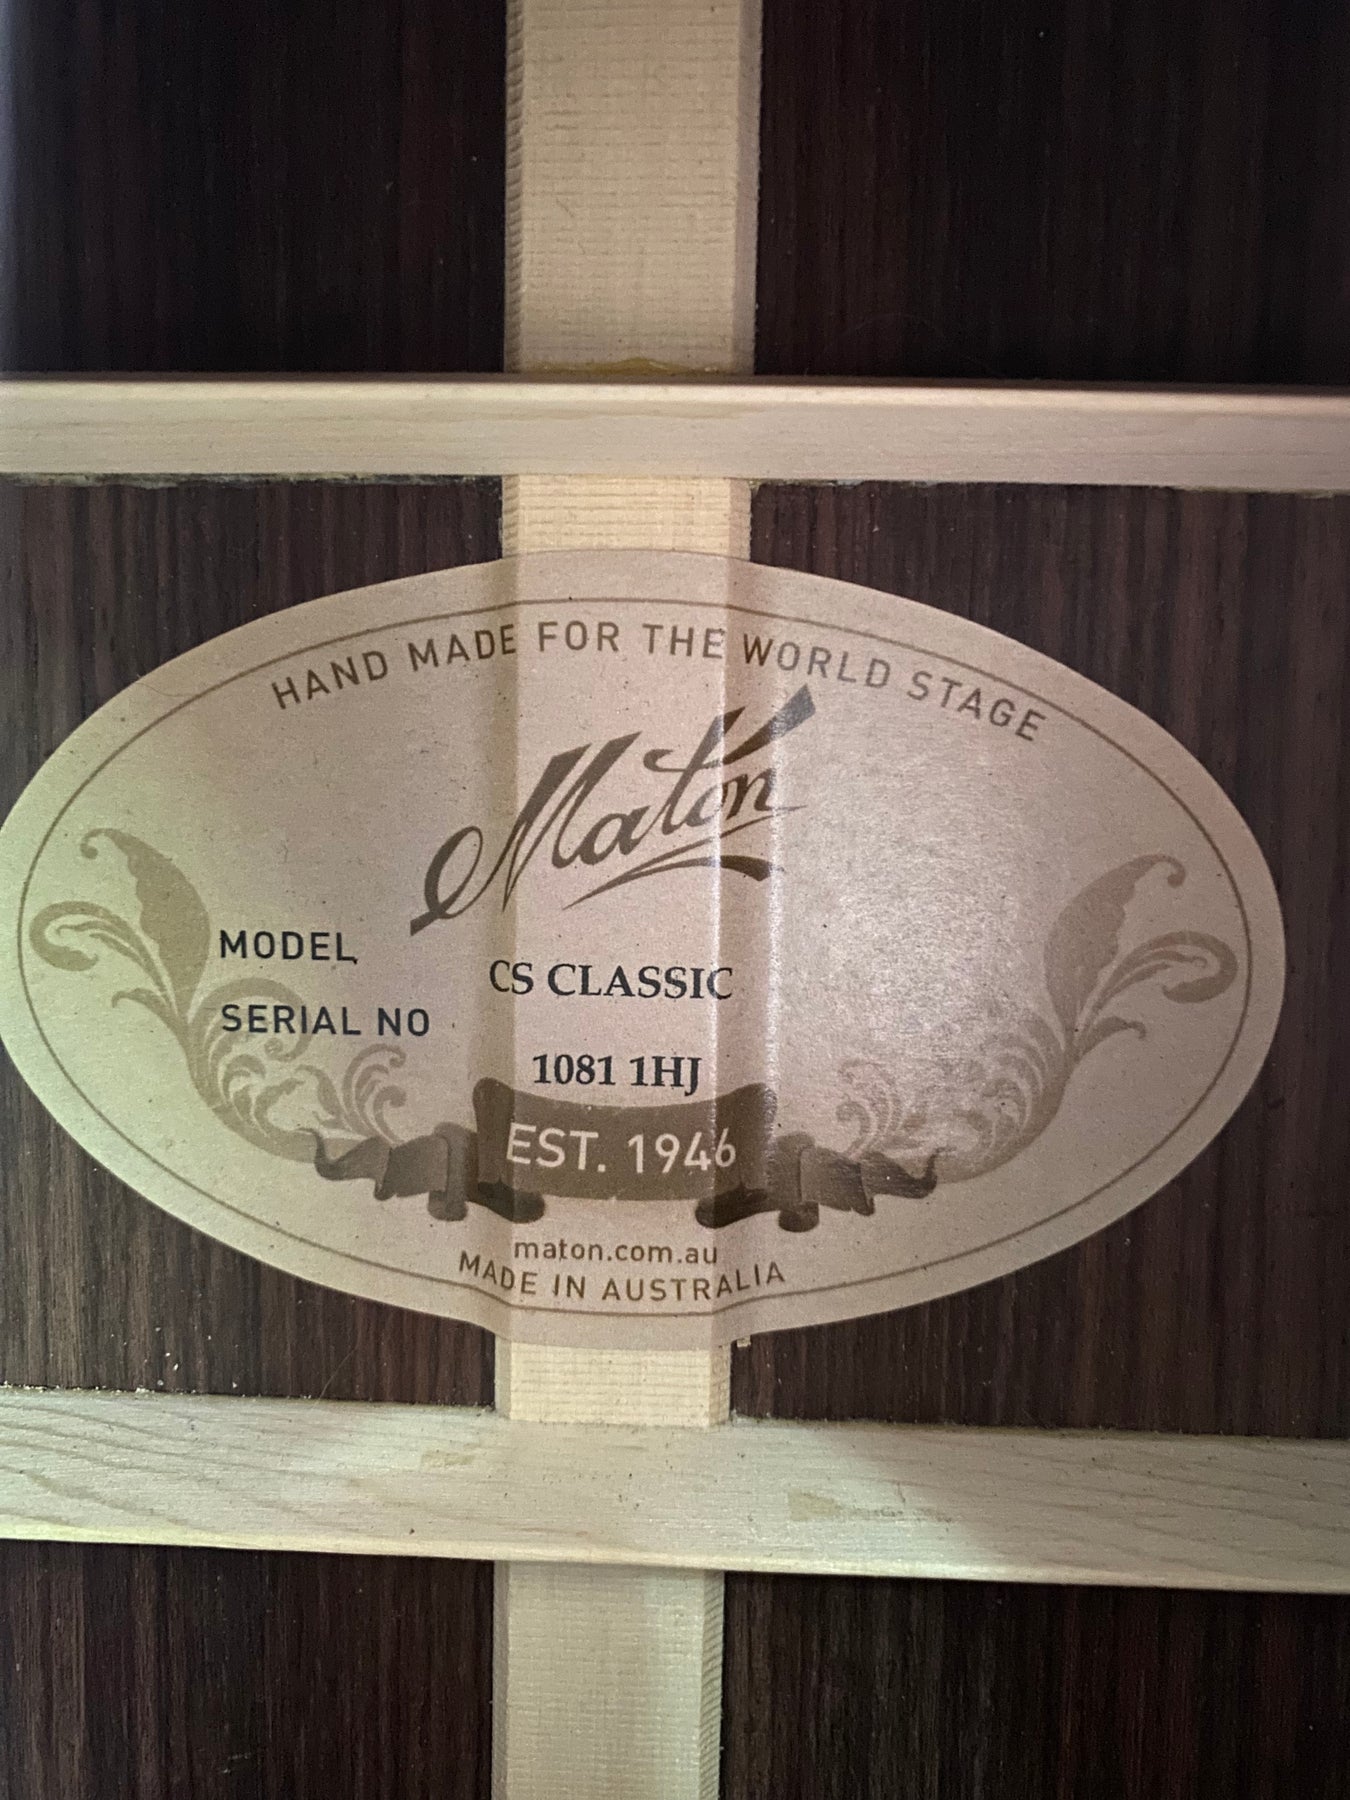 HAND MADE FOR THE WORLD STAGE
Maton
MODEL
CS CLASSIC
SERIAL NO
1081 1HJ
EST. 1946
maton.com.au
MADE IN AUSTRALIA